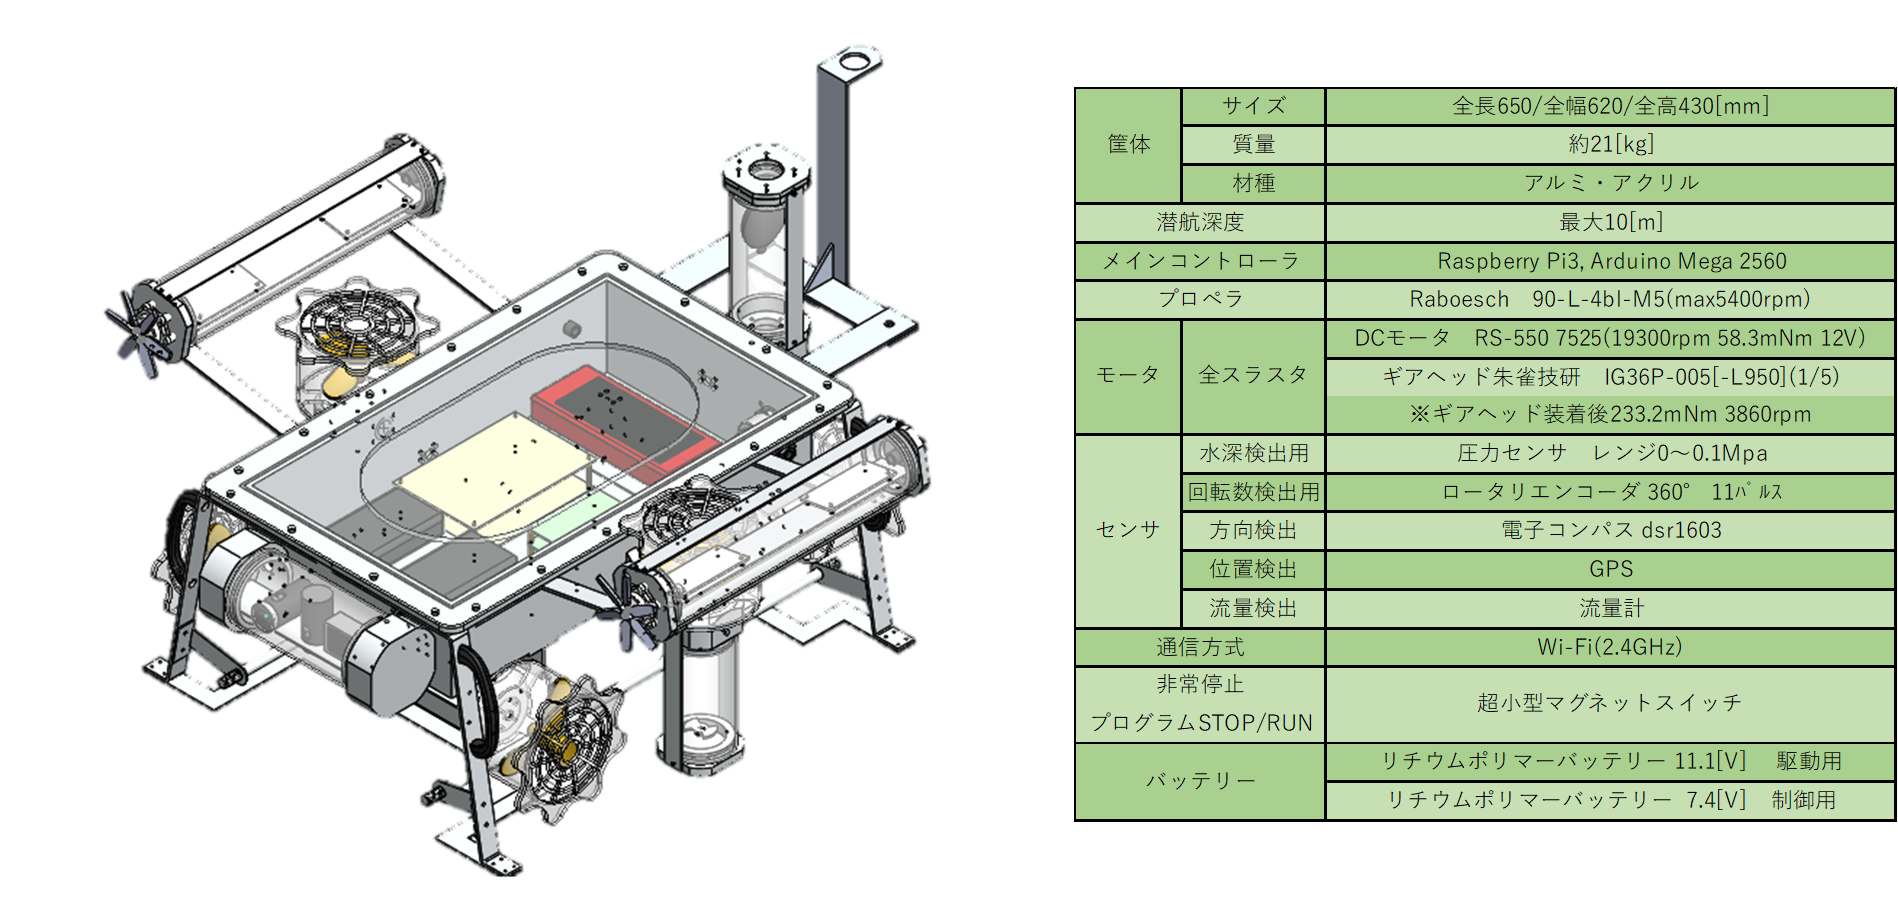 筐体
サイズ
全長650/全幅620/全高430[mm]
質量
約21[kg]
材種
アルミ・アクリル
潜航深度
最大10[m]
メインコントローラ
Raspberry Pi3, Arduino Mega 2560
プロペラ
Raboesch　90-L-4bl-M5(max5400rpm)
モータ
全スラスタ
DCモータ　RS-550 7525(19300rpm 58.3mNm 12V)
ギアヘッド朱雀技研　IG36P-005[-L950](1/5)
※ギアヘッド装着後233.2mNm 3860rpm
センサ
水深検出用
圧力センサ　レンジ0～0.1Mpa
回転数検出用
ロータリエンコーダ 360°　11ﾊﾟﾙｽ
方向検出
電子コンパス dsr1603
位置検出
GPS
流量検出
流量計
通信方式
Wi-Fi(2.4GHz)
非常停止
プログラムSTOP/RUN
超小型マグネットスイッチ
バッテリー
リチウムポリマーバッテリー 11.1[V]　駆動用
リチウムポリマーバッテリー 7.4[V]　制御用